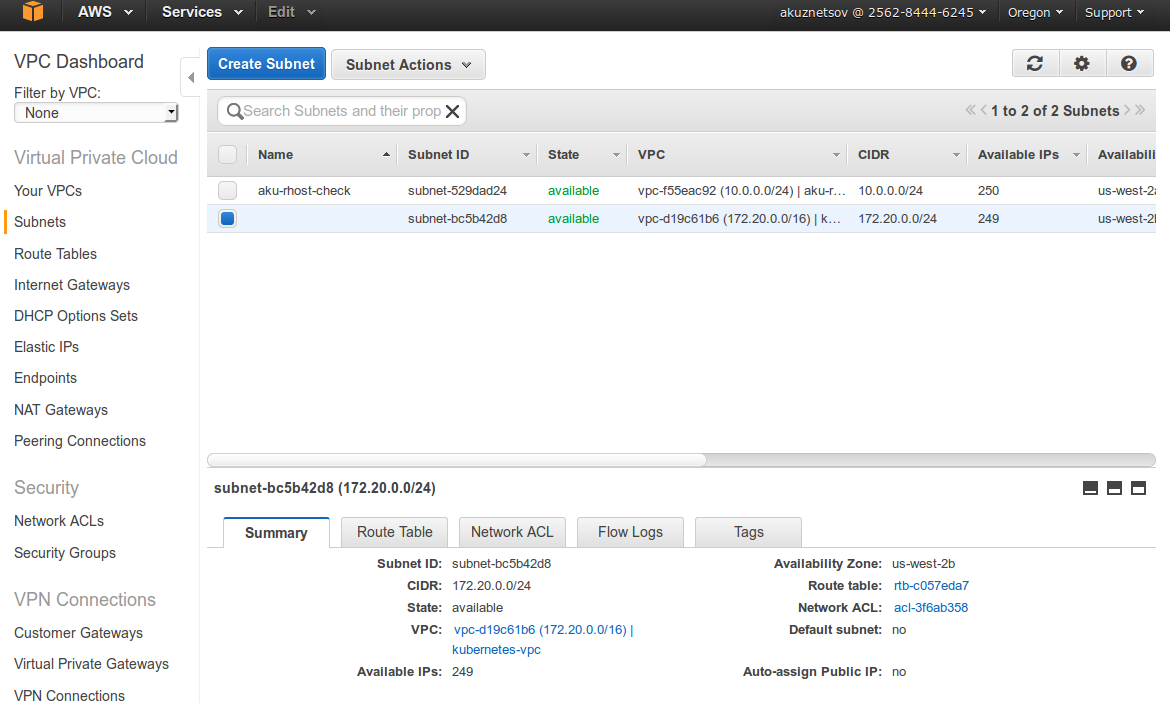 AWS Services Edit akuznetsov @ 2562-8444-6245 Oregon Support
VPC Dashboard
Filter by VPC:
None
Virtual Private Cloud
Your VPCs
Subnets
Route Tables
Internet Gateways
DHCP Options Sets
Elastic IPs
Endpoints
NAT Gateways
Peering Connections
Security
Network ACLs
Security Groups
VPN Connections
Customer Gateways
Virtual Private Gateways
VPN Connections
Create Subnet Subnet Actions
Search Subnets and their prop 1 to 2 of 2 Subnets
Name Subnet ID State VPC CIDR Available IPs Availabili
aku-rhost-check subnet-529dad24 available vpc-f55eac92 (10.0.0.0/24) | aku-r... 10.0.0.0/24 250 us-west-2a
subnet-bc5b42d8 available vpc-d19c61b6 (172.20.0.0/16) | k... 172.20.0.0/24 249 us-west-2b
subnet-bc5b42d8 (172.20.0.0/24)
Summary Route Table Network ACL Flow Logs Tags
Subnet ID: subnet-bc5b42d8 Availability Zone: us-west-2b
CIDR: 172.20.0.0/24 Route table: rtb-c057eda7
State: available Network ACL: acl-3f6ab358
VPC: vpc-d19c61b6 (172.20.0.0/16) | Default subnet: no
kubernetes-vpc
Available IPs: 249 Auto-assign Public IP: no